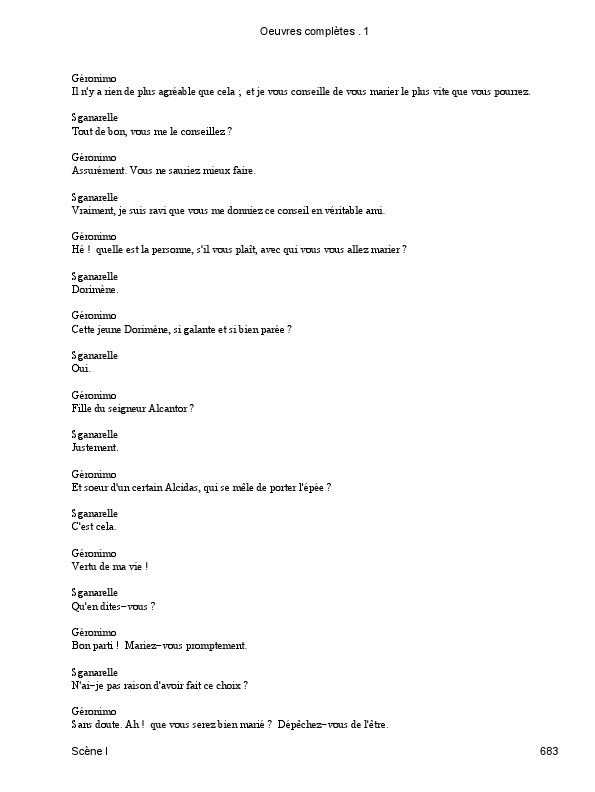 Oeuvres complètes . 1
Géronimo
Il n'y a rien de plus agréable que cela ; et je vous conseille de vous marier le plus vite que vous pourrez.
Sganarelle
Tout de bon, vous me le conseillez ?
Géronimo
Assurément. Vous ne sauriez mieux faire.
Sganarelle
Vraiment, je suis ravi que vous me donniez ce conseil en véritable ami.
Géronimo
Hé ! quelle est la personne, s'il vous plaît, avec qui vous vous allez marier ?
Sganarelle
Dorimène.
Géronimo
Cette jeune Dorimène, si galante et si bien parée ?
Sganarelle
Oui.
Géronimo
Fille du seigneur Alcantor ?
Sganarelle
Justement.
Géronimo
Et soeur d'un certain Alcidas, qui se mêle de porter l'épée ?
Sganarelle
C'est cela.
Géronimo
Vertu de ma vie !
Sganarelle
Qu'en dites-vous ?
Géronimo
Bon parti ! Mariez-vous promptement.
Sganarelle
N'ai-je pas raison d'avoir fait ce choix ?
Géronimo
Sans doute. Ah ! que vous serez bien marié ? Dépêchez-vous de l'être.
Scène I 683